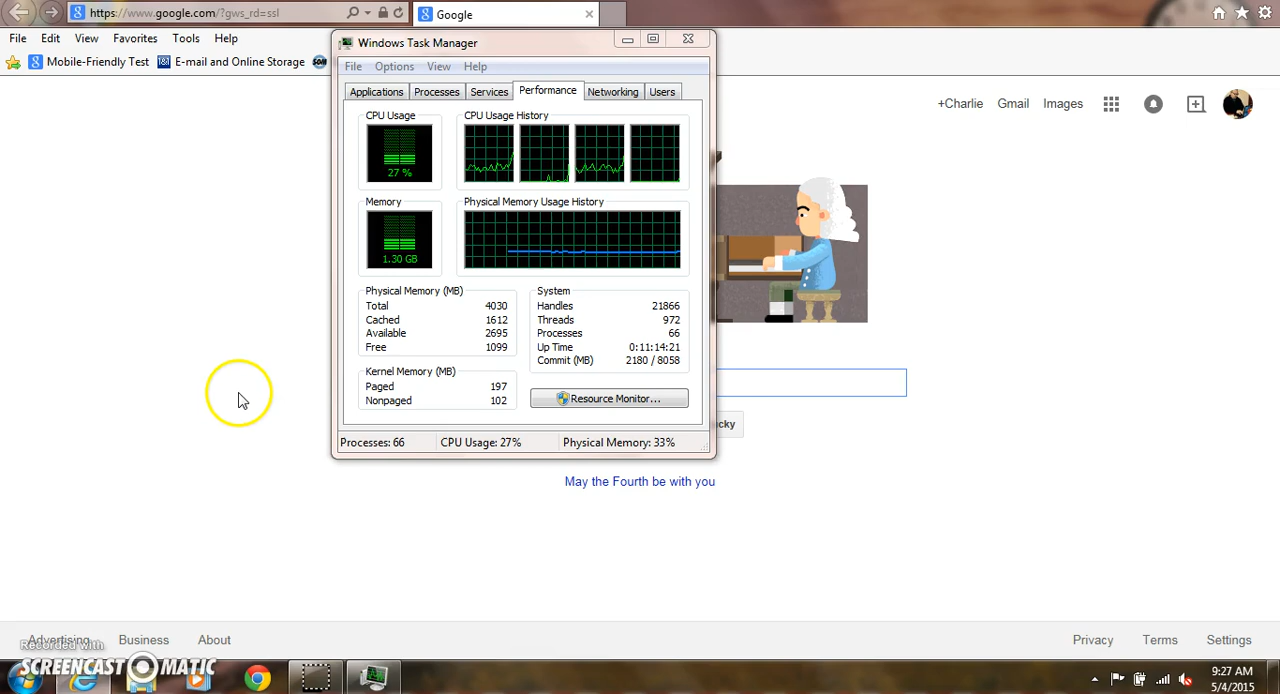 https://www.google.com/?gws_rd=ssl
Google
File Edit View Favorites Tools Help
Mobile-Friendly Test E-mail and Online Storage
Windows Task Manager
File Options View Help
Applications Processes Services Performance Networking Users
CPU Usage
CPU Usage History
27 %
Memory
Physical Memory Usage History
1.30 GB
Physical Memory (MB)
Total 4030
Cached 1612
Available 2695
Free 1099
System
Handles 21866
Threads 972
Processes 66
Up Time 0:11:14:21
Commit (MB) 2180 / 8058
Kernel Memory (MB)
Paged 197
Nonpaged 102
Resource Monitor...
Processes: 66 CPU Usage: 27% Physical Memory: 33%
+Charlie Gmail Images
cky
May the Fourth be with you
Advertising Business About
Privacy Terms Settings
Recorded with
SCREENCAST MATIC
9:27 AM
5/4/2015